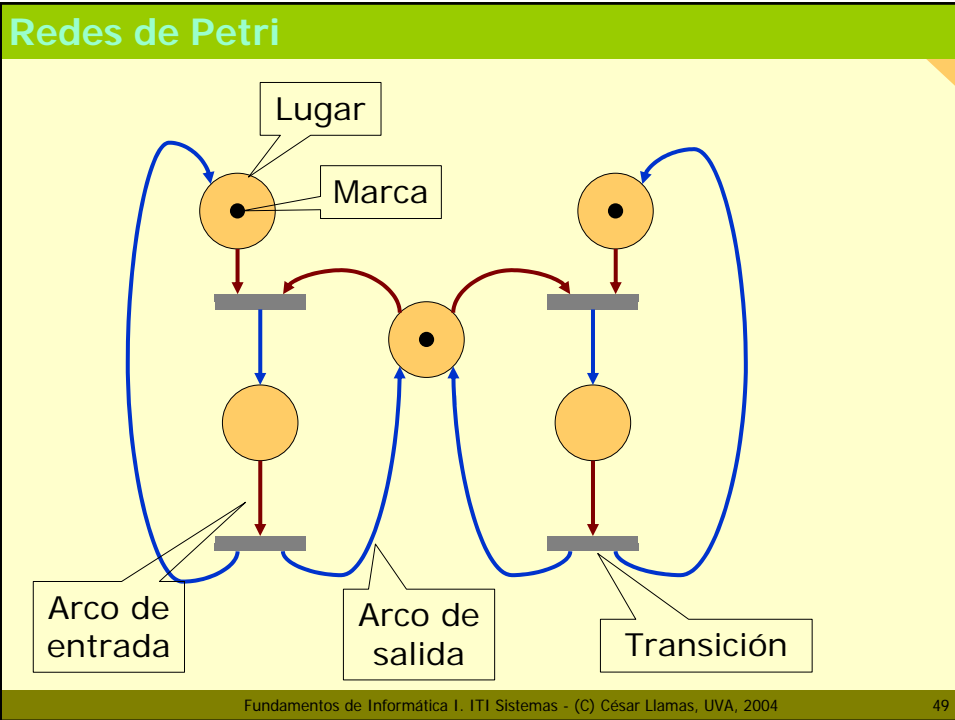 Redes de Petri
Lugar
Marca
Arco de
entrada
Arco de
salida
Transición
Fundamentos de Informática I. ITI Sistemas - (C) César Llamas, UVA, 2004
49